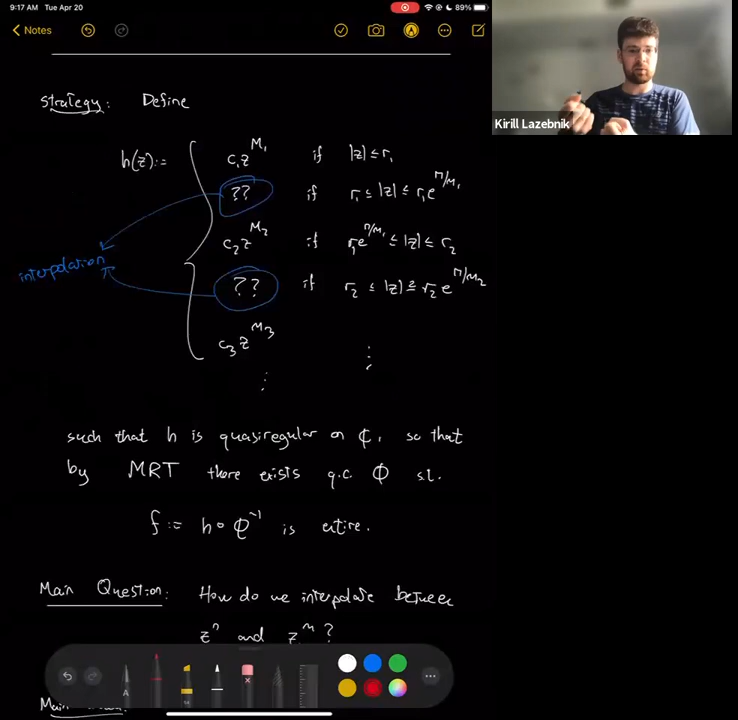 9:17 AM Tue Apr 20
89%
Notes
Kirill Lazebnik
Strategy: Define
h(z):=
c₁z^M₁ if |z| ≤ r₁
?? if r₁ ≤ |z| ≤ r₁e^π/M₁
c₂z^M₂ if r₁e^π/M₁ ≤ |z| ≤ r₂
interpolation
?? if r₂ ≤ |z| ≥ r₂e^π/M₂
c₃z^M₃ ⋮
⋮
such that h is quasiregular on ℂ, so that
by MRT there exists q.c. Φ s.t.
f := h∘Φ⁻¹ is entire.
Main Question: How do we interpolate between
zⁿ and zᵐ?
A
Main